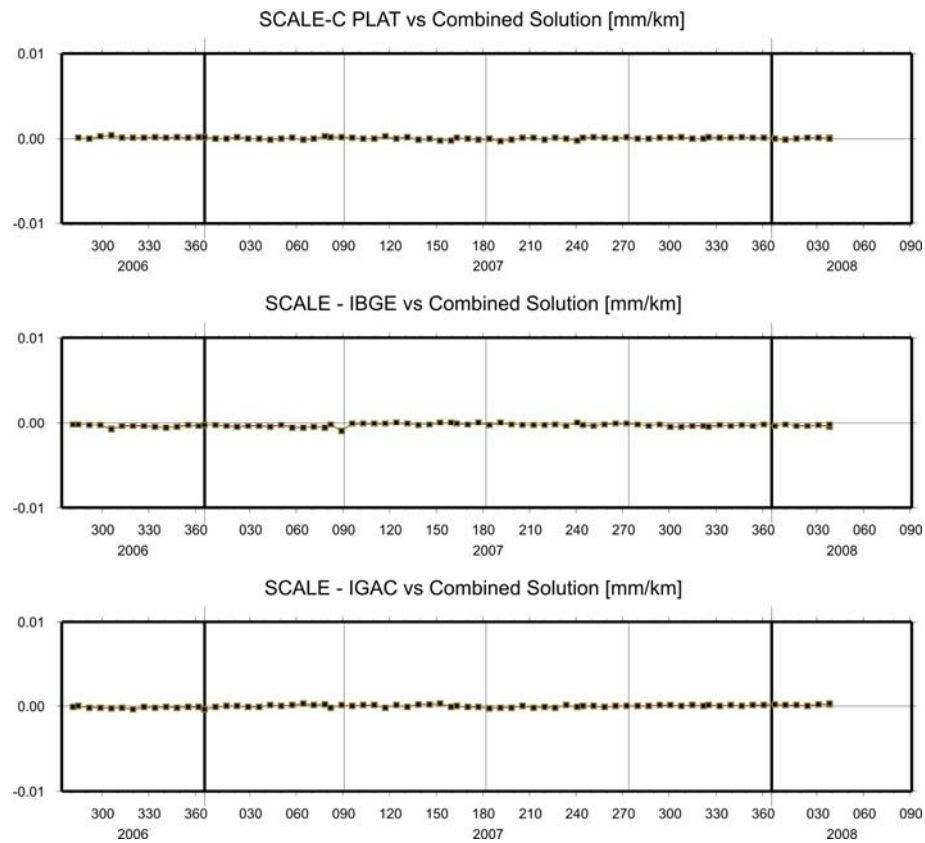 SCALE-C PLAT vs Combined Solution [mm/km]
0.01
0.00
-0.01
300 330 360 030 060 090 120 150 180 210 240 270 300 330 360 030 060 090
2006 2007 2008
SCALE - IBGE vs Combined Solution [mm/km]
0.01
0.00
-0.01
300 330 360 030 060 090 120 150 180 210 240 270 300 330 360 030 060 090
2006 2007 2008
SCALE - IGAC vs Combined Solution [mm/km]
0.01
0.00
-0.01
300 330 360 030 060 090 120 150 180 210 240 270 300 330 360 030 060 090
2006 2007 2008